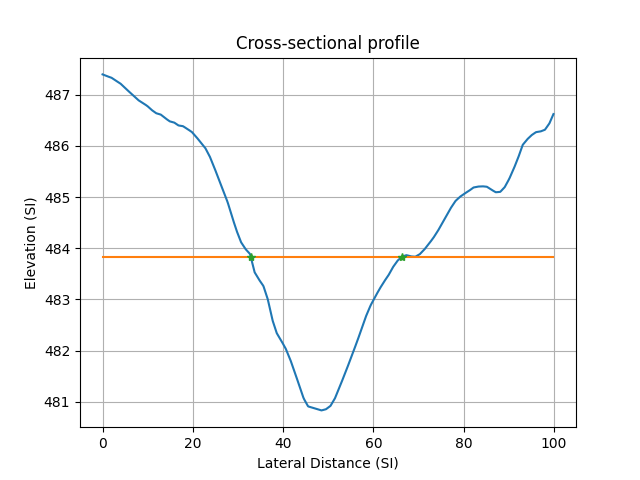 Cross-sectional profile
Elevation (SI)
487
486
485
484
483
482
481
0 20 40 60 80 100
Lateral Distance (SI)